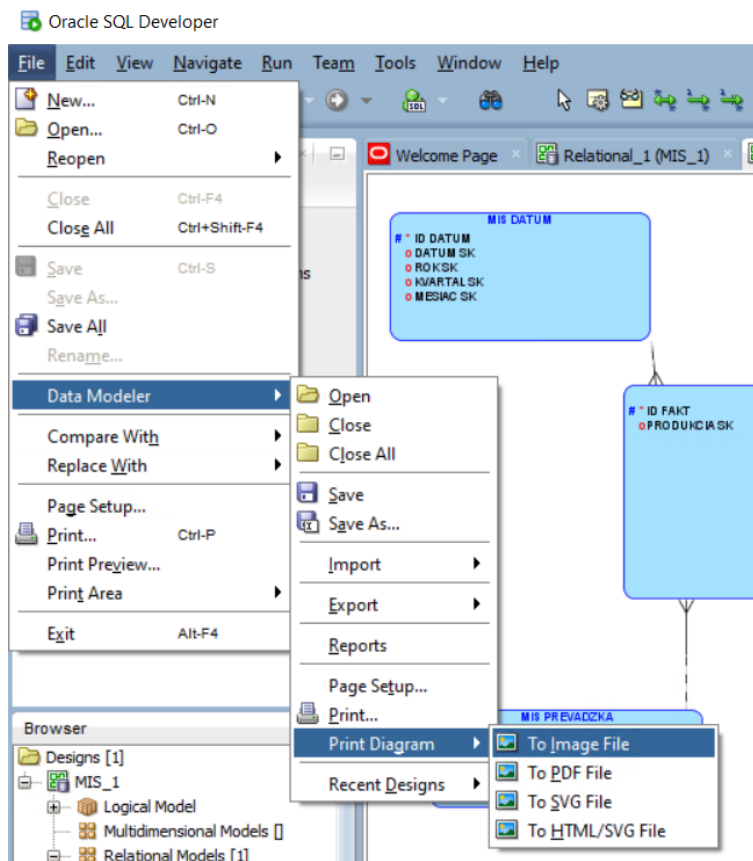 Oracle SQL Developer
File Edit View Navigate Run Team Tools Window Help
New... Ctrl-N
Open... Ctrl-O
Reopen
Close Ctrl-F4
Close All Ctrl+Shift-F4
Save Ctrl-S
Save As...
Save All
Rename...
Data Modeler
Compare With
Replace With
Page Setup...
Print... Ctrl-P
Print Preview...
Print Area
Exit Alt-F4
Open
Close
Close All
Save
Save As...
Import
Export
Reports
Page Setup...
Print...
Print Diagram
Recent Designs
To Image File
To PDF File
To SVG File
To HTML/SVG File
SQL
Welcome Page
Relational_1 (MIS_1)
MIS DATUM
# * ID DATUM
o DATUM SK
o ROK SK
o KVARTAL SK
o MESIAC SK
# * ID FAKT
o PRODUKCIA SK
MIS PREVADZKA
Browser
Designs [1]
MIS_1
Logical Model
Multidimensional Models []
Relational Models [1]